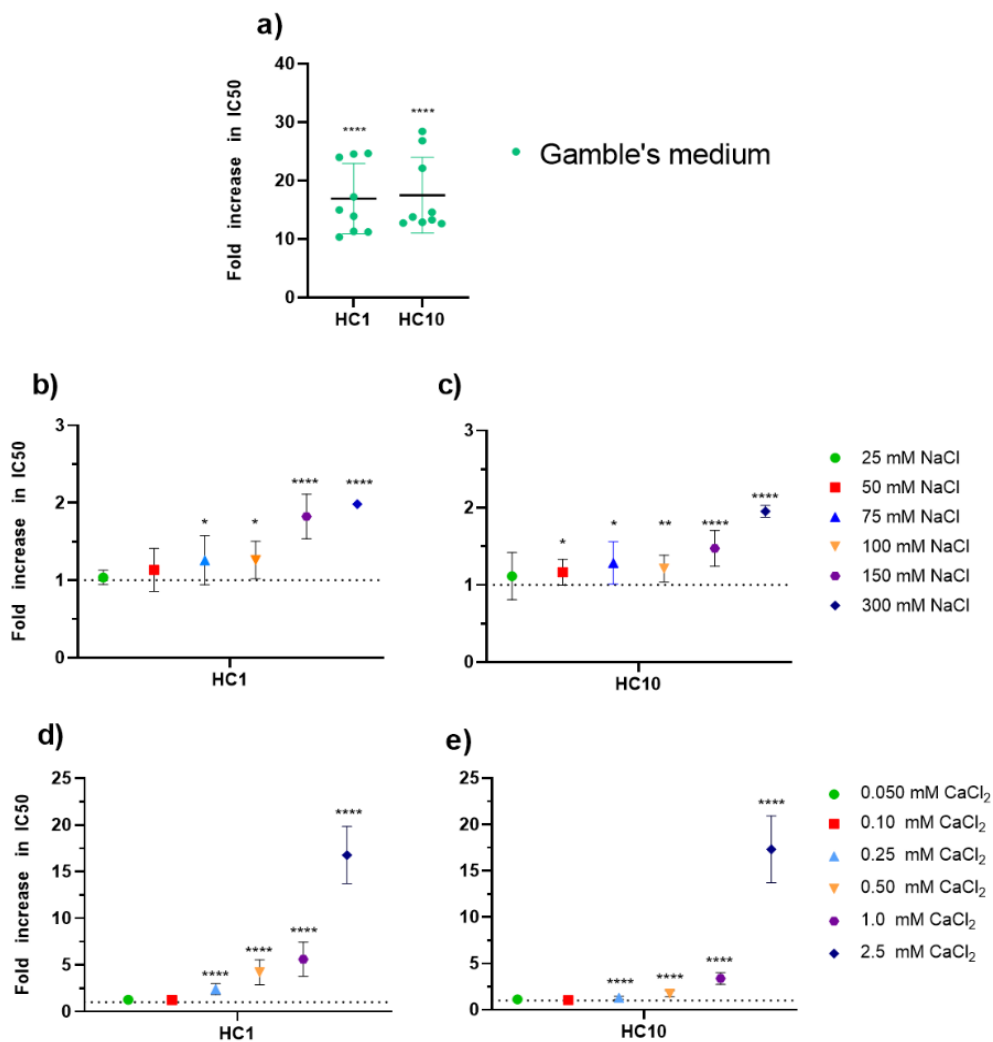 a)
Fold increase in IC50
40
30
20
10
0
****
****
HC1
HC10
Gamble's medium
b)
Fold increase in IC50
3
2
1
0
*
*
****
****
HC1
c)
3
2
1
0
*
*
**
****
****
HC10
25 mM NaCl
50 mM NaCl
75 mM NaCl
100 mM NaCl
150 mM NaCl
300 mM NaCl
d)
Fold increase in IC50
25
20
15
10
5
0
****
****
****
****
HC1
e)
25
20
15
10
5
0
****
****
****
****
HC10
0.050 mM CaCl₂
0.10 mM CaCl₂
0.25 mM CaCl₂
0.50 mM CaCl₂
1.0 mM CaCl₂
2.5 mM CaCl₂